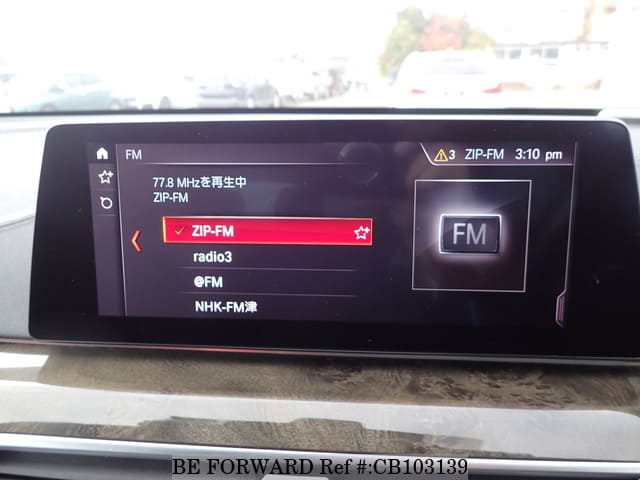 FM
3 ZIP-FM 3:10 pm
77.8 MHzを再生中
ZIP-FM
ZIP-FM
radio3
@FM
NHK-FM津
FM
BE FORWARD Ref #:CB103139